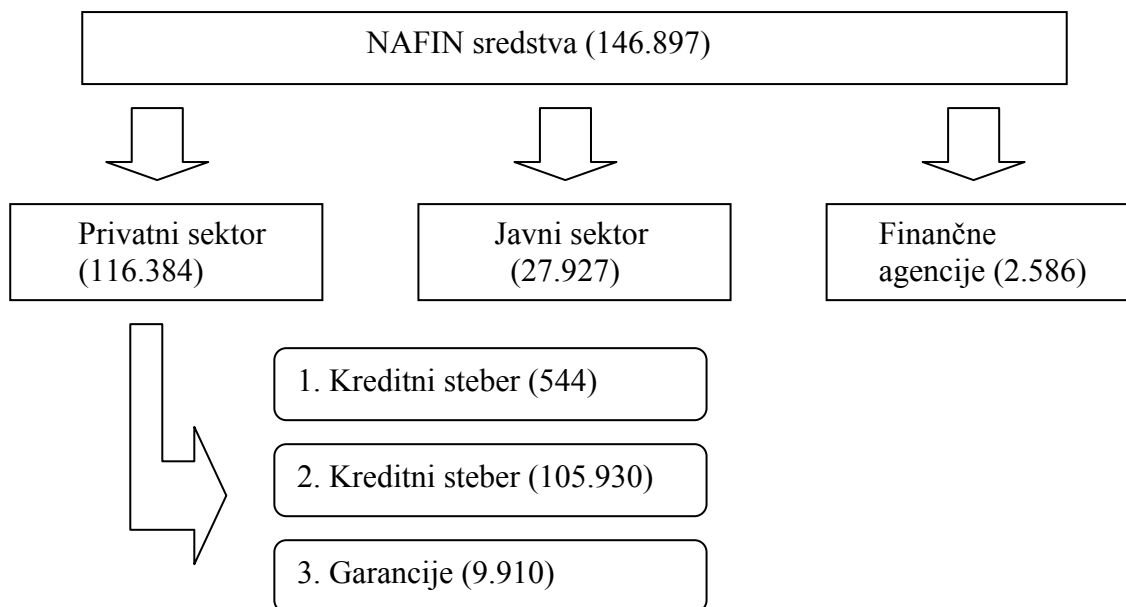 NAFIN sredstva (146.897)
Privatni sektor
(116.384)
Javni sektor
(27.927)
Finančne
agencije (2.586)
1. Kreditni steber (544)
2. Kreditni steber (105.930)
3. Garancije (9.910)